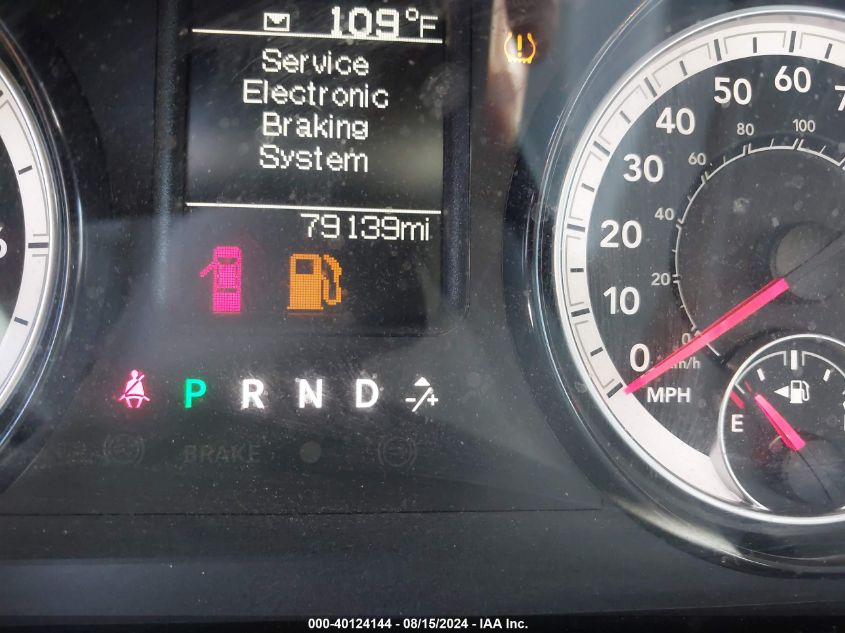 109°F
Service
Electronic
Braking
System
79139mi
P R N D -/+
BRAKE
0 10 20 30 40 50 60
MPH
0 20 40 60 80 100
km/h
E
000-40124144 - 08/15/2024 - IAA Inc.